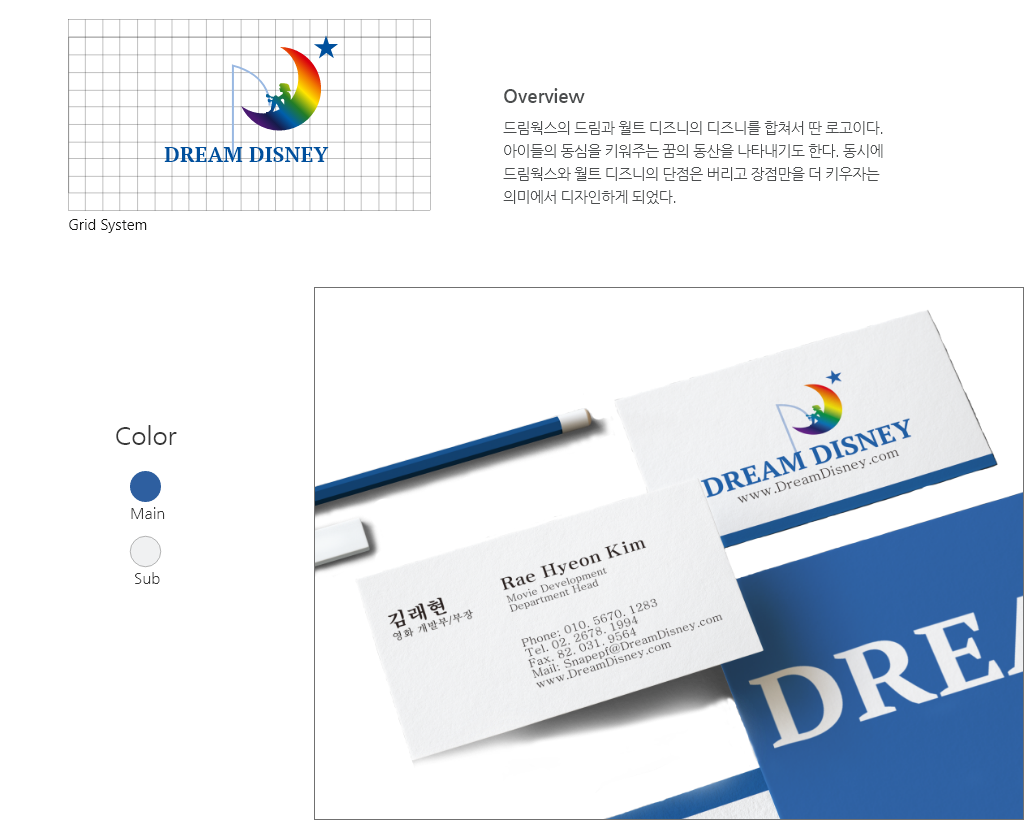 DREAM DISNEY
Grid System
Overview
드림웍스의 드림과 월트 디즈니의 디즈니를 합쳐서 딴 로고이다.
아이들의 동심을 키워주는 꿈의 동산을 나타내기도 한다. 동시에
드림웍스와 월트 디즈니의 단점은 버리고 장점만을 더 키우자는
의미에서 디자인하게 되었다.
Color
Main
Sub
DREAM DISNEY
www.DreamDisney.com
김래현
영화 개발부/부장
Rae Hyeon Kim
Movie Development
Department Head
Phone: 010. 5670. 1283
Tel. 02. 2678. 1994
Fax. 82. 031. 9564
Mail: Snapepf@DreamDisney.com
www.DreamDisney.com
DREA